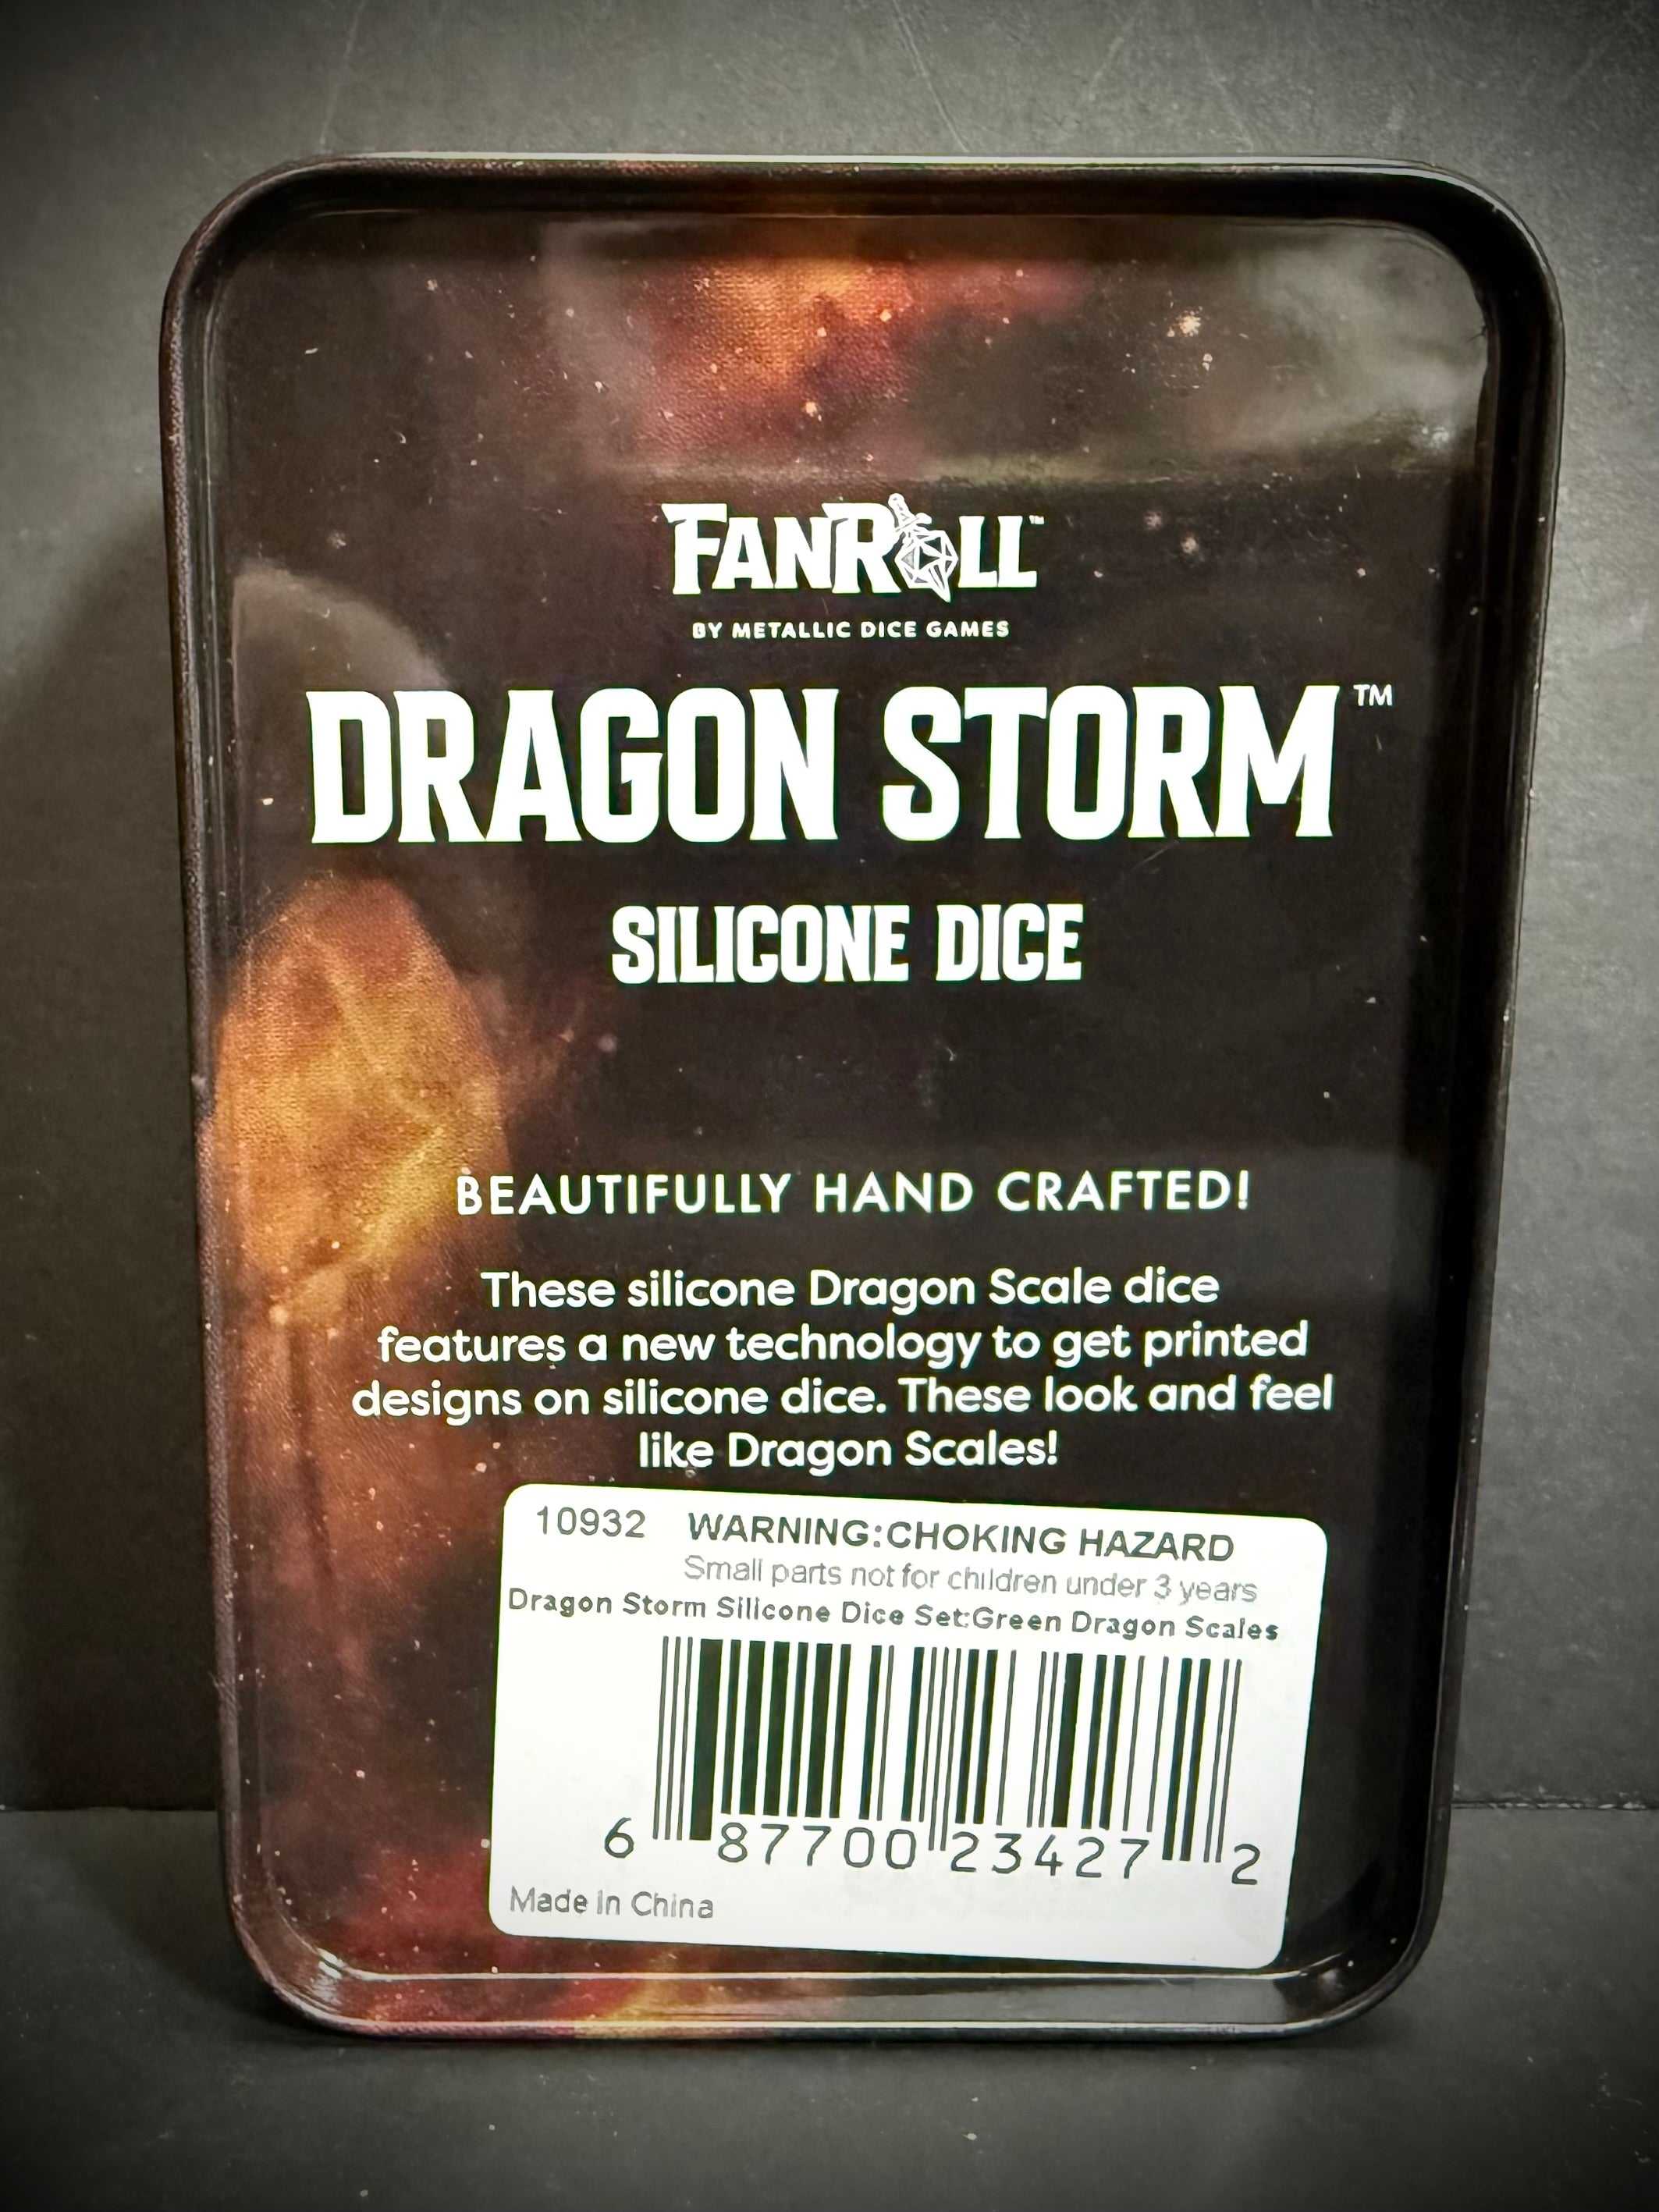 FANROLL™
BY METALLIC DICE GAMES
DRAGON STORM™
SILICONE DICE
BEAUTIFULLY HAND CRAFTED!
These silicone Dragon Scale dice
features a new technology to get printed
designs on silicone dice. These look and feel
like Dragon Scales!
10932 WARNING:CHOKING HAZARD
Small parts not for children under 3 years
Dragon Storm Silicone Dice Set:Green Dragon Scales
6 87700 23427 2
Made In China